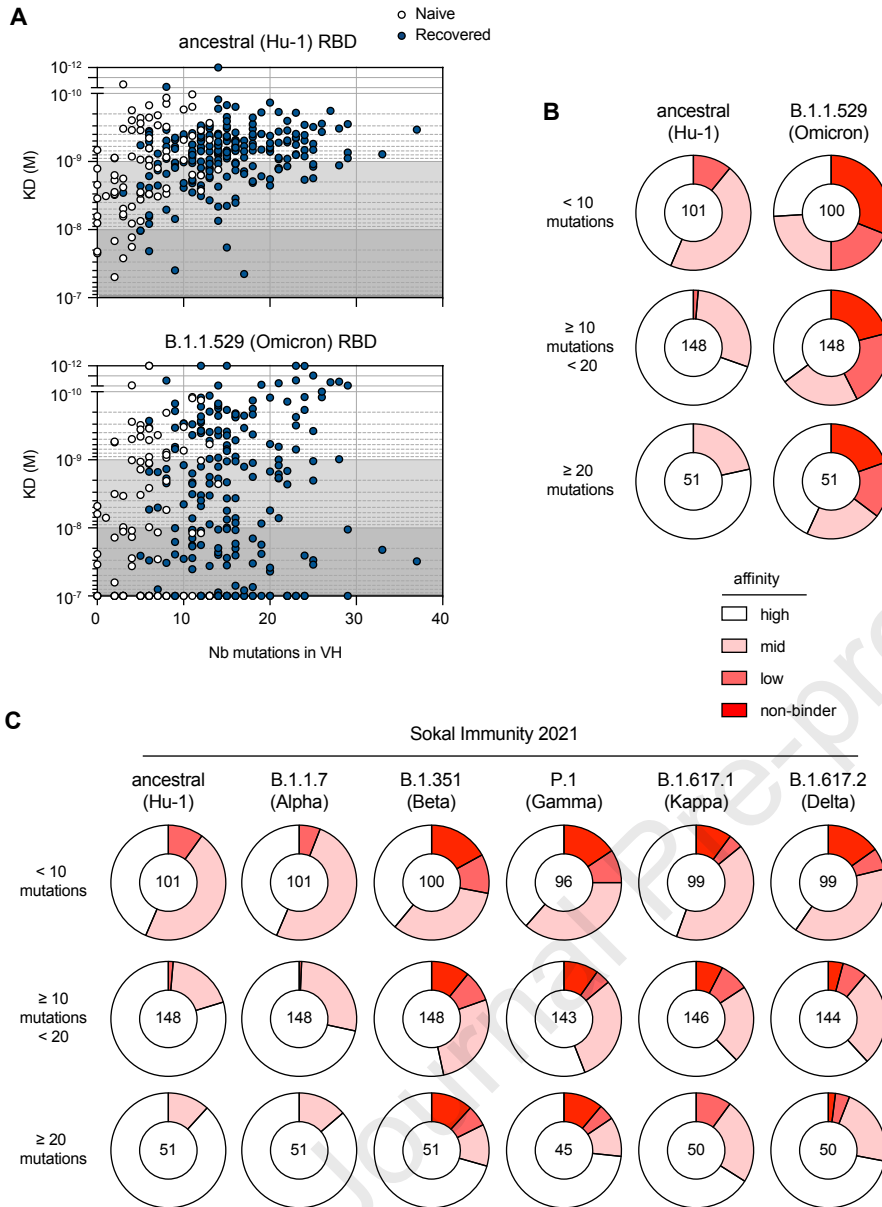 A
Naive
Recovered
ancestral (Hu-1) RBD
KD (M)
10-12
10-10
10-9
10-8
10-7
B.1.1.529 (Omicron) RBD
KD (M)
10-12
10-10
10-9
10-8
10-7
0 10 20 30 40
Nb mutations in VH
B
ancestral B.1.1.529
(Hu-1) (Omicron)
< 10
mutations
101 100
≥ 10
mutations
< 20
148 148
≥ 20
mutations
51 51
affinity
high
mid
low
non-binder
C
Sokal Immunity 2021
ancestral B.1.1.7 B.1.351 P.1 B.1.617.1 B.1.617.2
(Hu-1) (Alpha) (Beta) (Gamma) (Kappa) (Delta)
< 10
mutations
101 101 100 96 99 99
≥ 10
mutations
< 20
148 148 148 143 146 144
≥ 20
mutations
51 51 51 45 50 50
Journal Pre-pro